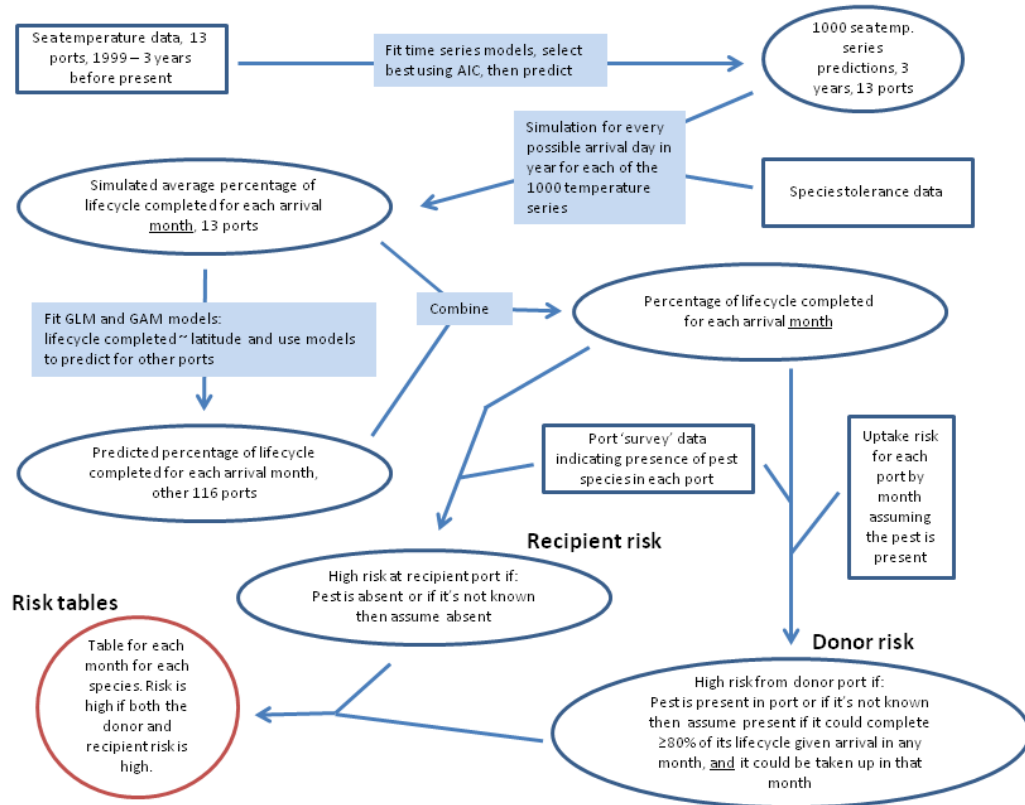 Sea temperature data, 13
ports, 1999 – 3 years
before present
Fit time series models, select
best using AIC, then predict
1000 sea temp.
series
predictions, 3
years, 13 ports
Simulation for every
possible arrival day in
year for each of the
1000 temperature
series
Species tolerance data
Simulated average percentage of
lifecycle completed for each arrival
month, 13 ports
Fit GLM and GAM models:
lifecycle completed ~ latitude and use models
to predict for other ports
Combine
Percentage of lifecycle completed
for each arrival month
Predicted percentage of lifecycle
completed for each arrival month,
other 116 ports
Port ‘survey’ data
indicating presence of pest
species in each port
Uptake risk
for each
port by
month
assuming
the pest is
present
Recipient risk
High risk at recipient port if:
Pest is absent or if it’s not known
then assume absent
Risk tables
Table for each
month for each
species. Risk is
high if both the
donor and
recipient risk is
high.
Donor risk
High risk from donor port if:
Pest is present in port or if it’s not known
then assume present if it could complete
≥80% of its lifecycle given arrival in any
month, and it could be taken up in that
month